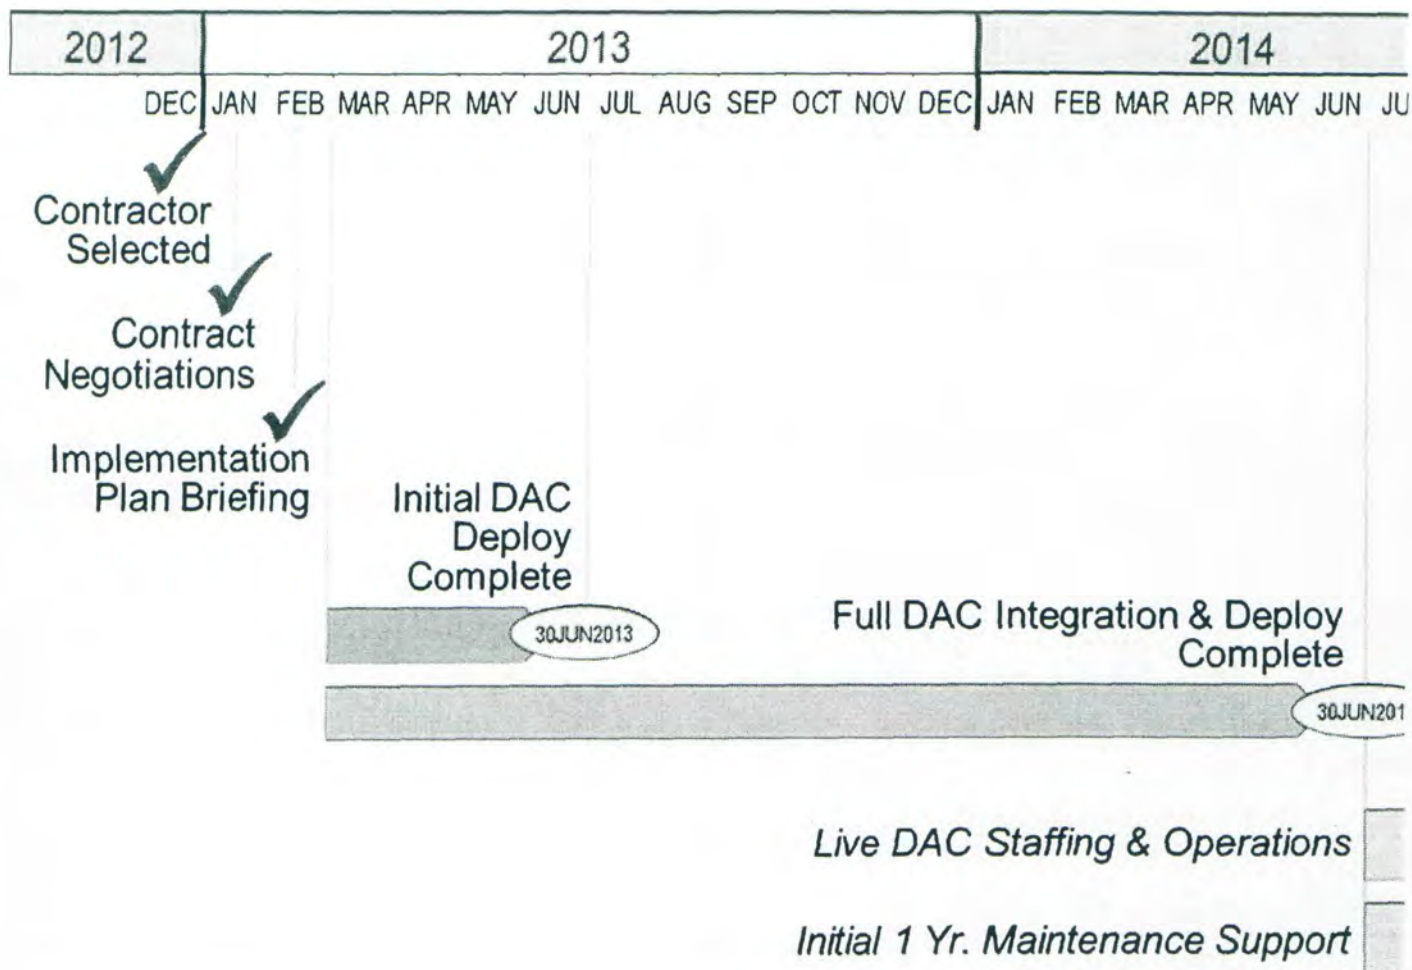 2012 2013 2014
DEC JAN FEB MAR APR MAY JUN JUL AUG SEP OCT NOV DEC JAN FEB MAR APR MAY JUN JU
Contractor
Selected
Contract
Negotiations
Implementation
Plan Briefing
Initial DAC
Deploy
Complete
30JUN2013
Full DAC Integration & Deploy
Complete
30JUN201
Live DAC Staffing & Operations
Initial 1 Yr. Maintenance Support